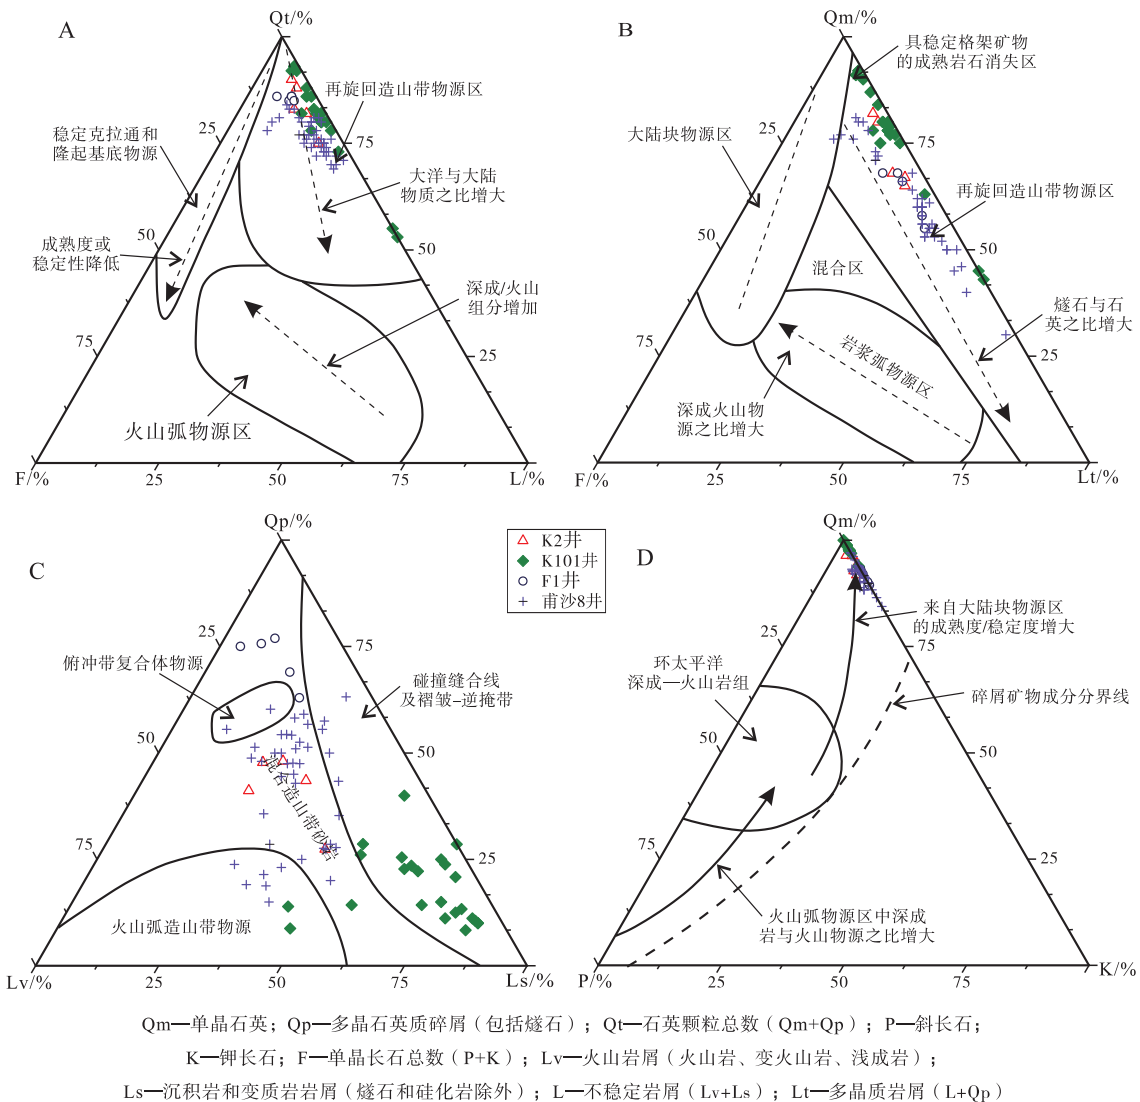 A
Qt/%
再旋回造山带物源区
稳定克拉通和
隆起基底物源
25
75
大洋与大陆
物质之比增大
成熟度或
稳定性降低
50
50
深成/火山
组分增加
75
25
火山弧物源区
F/%
25
50
75
L/%
B
Qm/%
具稳定格架矿物
的成熟岩石消失区
大陆块物源区
25
75
再旋回造山带物源区
50
50
混合区
燧石与石
英之比增大
岩浆弧物源区
75
25
深成火山物
源之比增大
F/%
25
50
75
Lt/%
C
Qp/%
25
75
俯冲带复合体物源
碰撞缝合线
及褶皱-逆掩带
50
50
混合造山带砂岩
75
25
火山弧造山带物源
Lv/%
25
50
75
Ls/%
K2井
K101井
F1井
甫沙8井
D
Qm/%
来自大陆块物源区
的成熟度/稳定度增大
25
75
环太平洋
深成—火山岩组
碎屑矿物成分分界线
50
50
75
25
火山弧物源区中深成
岩与火山物源之比增大
P/%
25
50
75
K/%
Qm—单晶石英；Qp—多晶石英质碎屑（包括燧石）；Qt—石英颗粒总数（Qm+Qp）；P—斜长石；
K—钾长石；F—单晶长石总数（P+K）；Lv—火山岩屑（火山岩、变火山岩、浅成岩）；
Ls—沉积岩和变质岩岩屑（燧石和硅化岩除外）；L—不稳定岩屑（Lv+Ls）；Lt—多晶质岩屑（L+Qp）